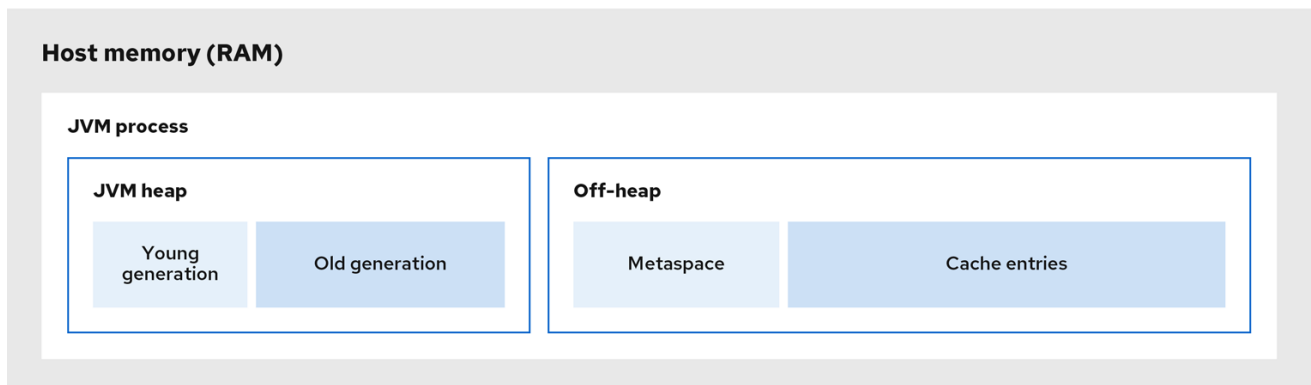 Host memory (RAM)
JVM process
JVM heap
Young
generation
Old generation
Off-heap
Metaspace
Cache entries